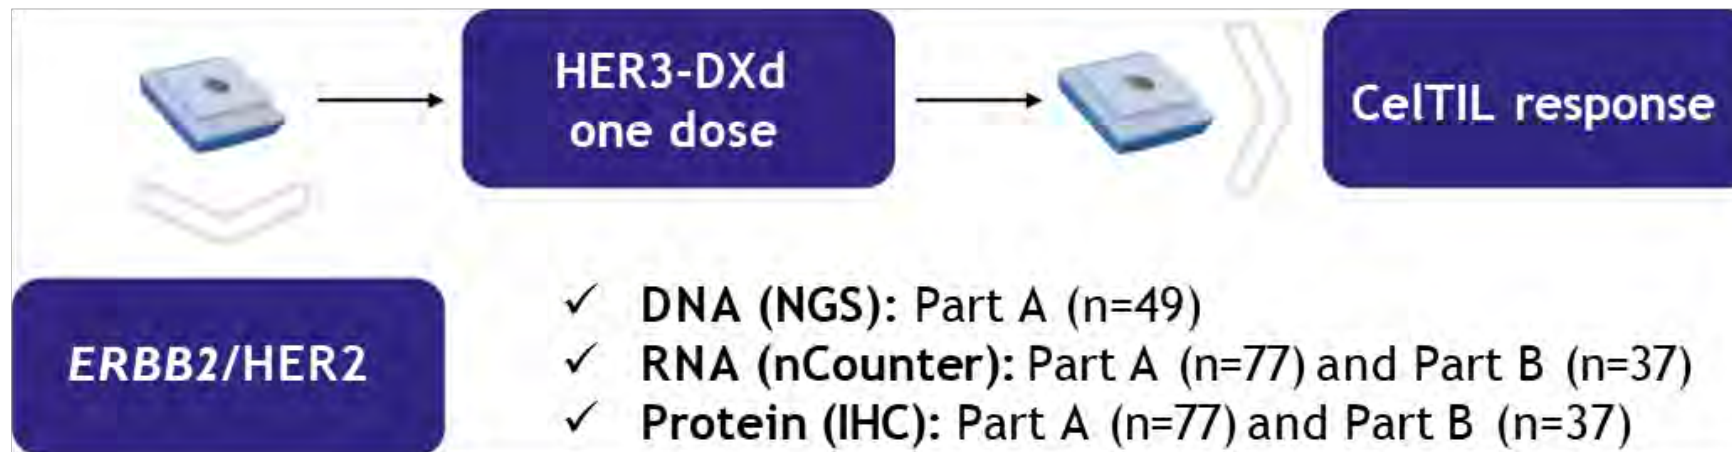 HER3-DXd
one dose
CelTIL response
ERBB2/HER2
✓ DNA (NGS): Part A (n=49)
✓ RNA (nCounter): Part A (n=77) and Part B (n=37)
✓ Protein (IHC): Part A (n=77) and Part B (n=37)